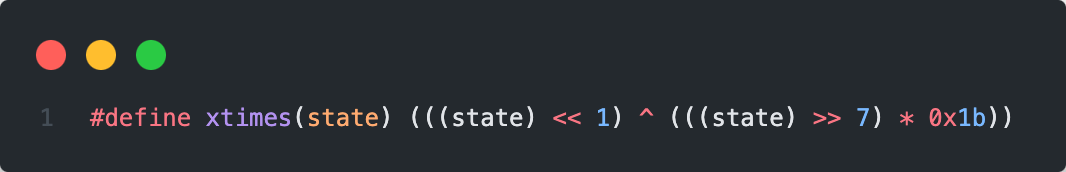 1 #define xtimes(state) (((state) << 1) ^ (((state) >> 7) * 0x1b))